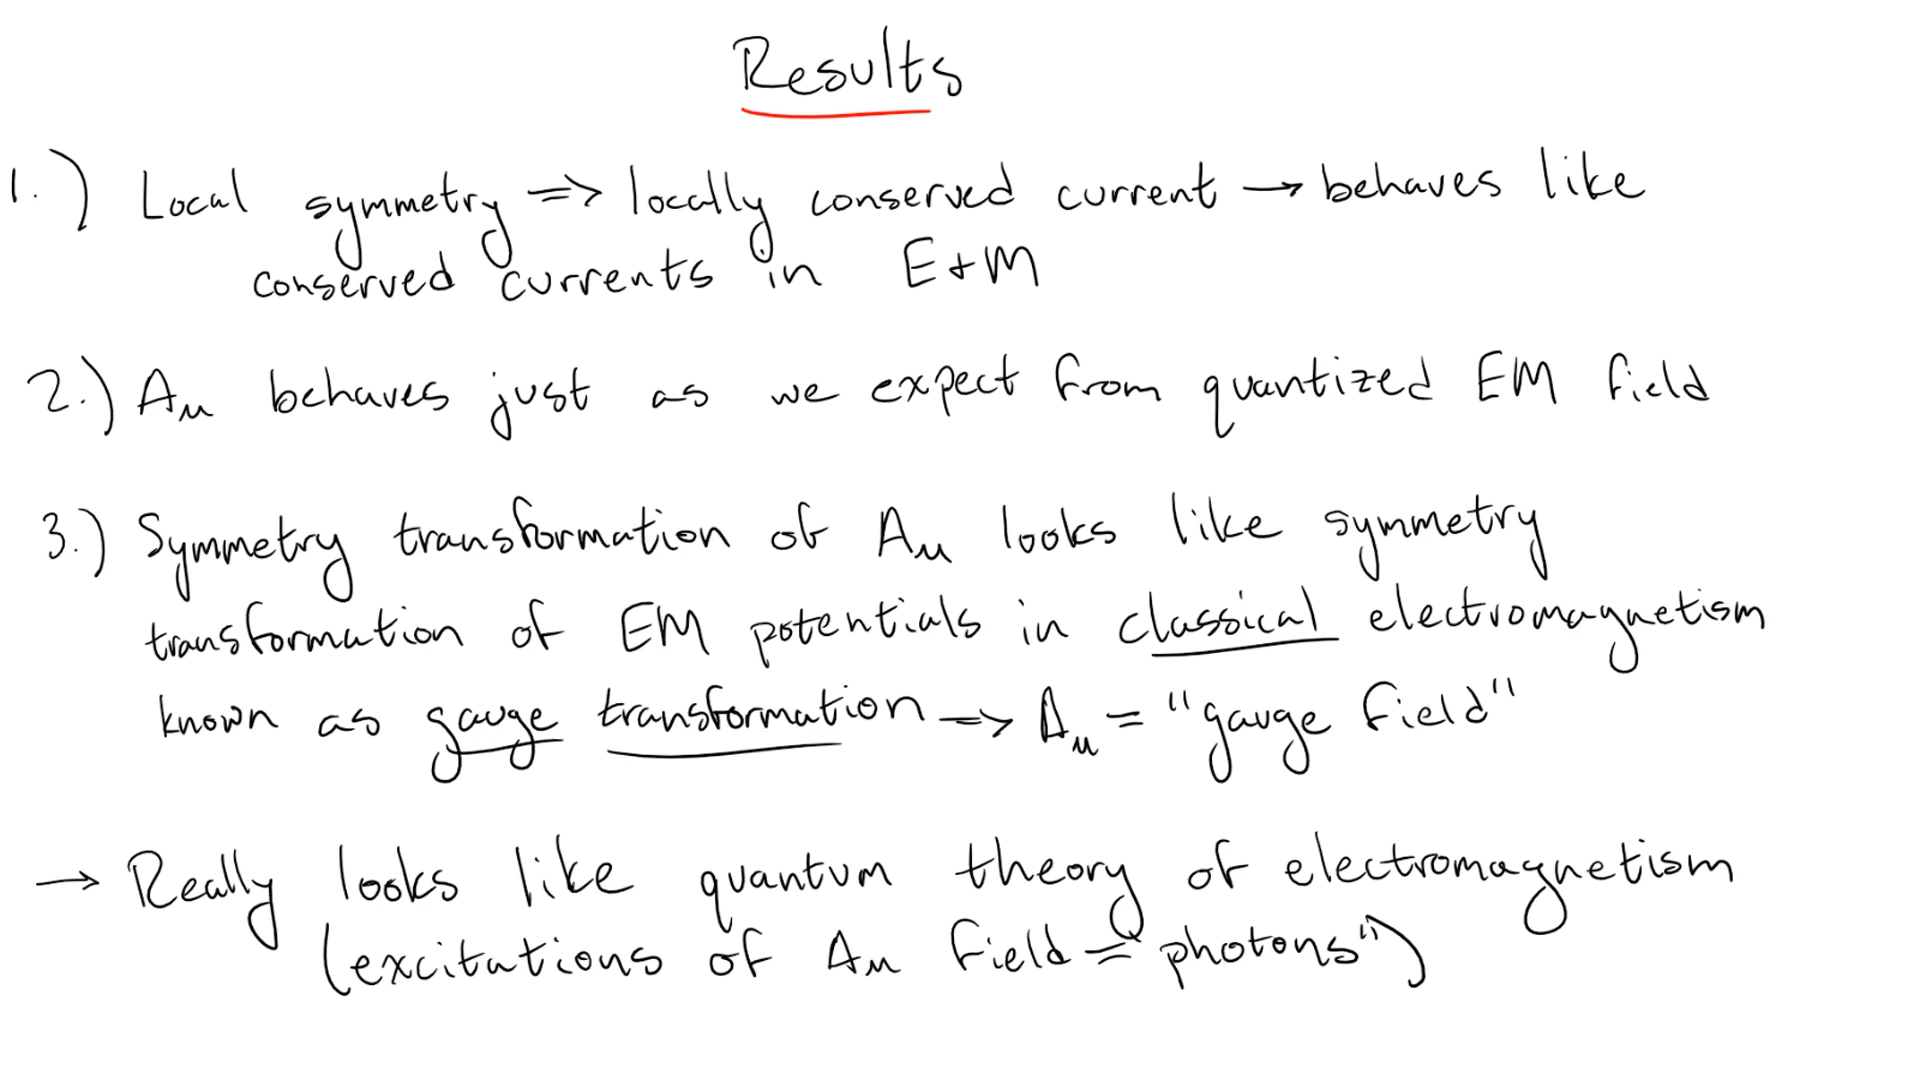 Results
1.) Local symmetry => locally conserved current → behaves like
conserved currents in E+M
2.) Aμ behaves just as we expect from quantized EM field
3.) Symmetry transformation of Aμ looks like symmetry
transformation of EM potentials in classical electromagnetism
known as gauge transformation => Aμ = "gauge field"
→ Really looks like quantum theory of electromagnetism
(excitations of Aμ field = "photons")